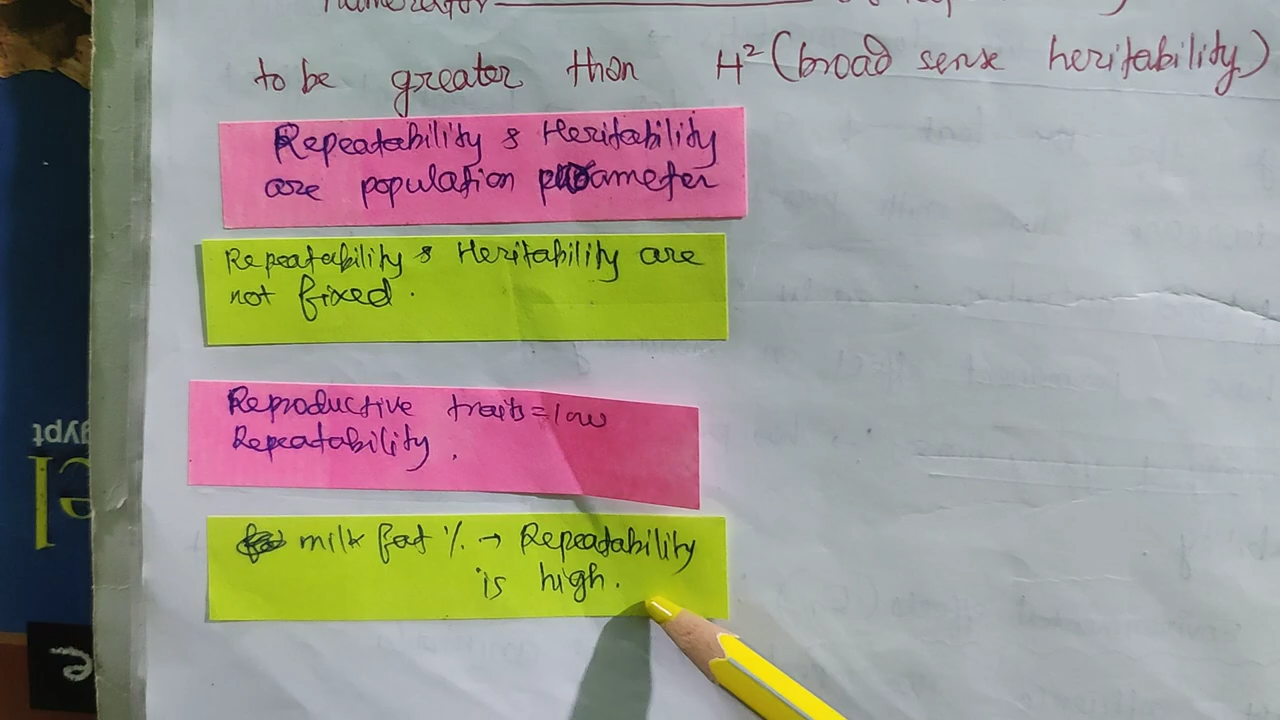 to be greater than H² (broad sense heritability)
Repeatability & Heritability
are population parameter
Repeatability & Heritability are
not fixed.
Reproductive traits = low
Repeatability.
milk fat % → Repeatability
is high.